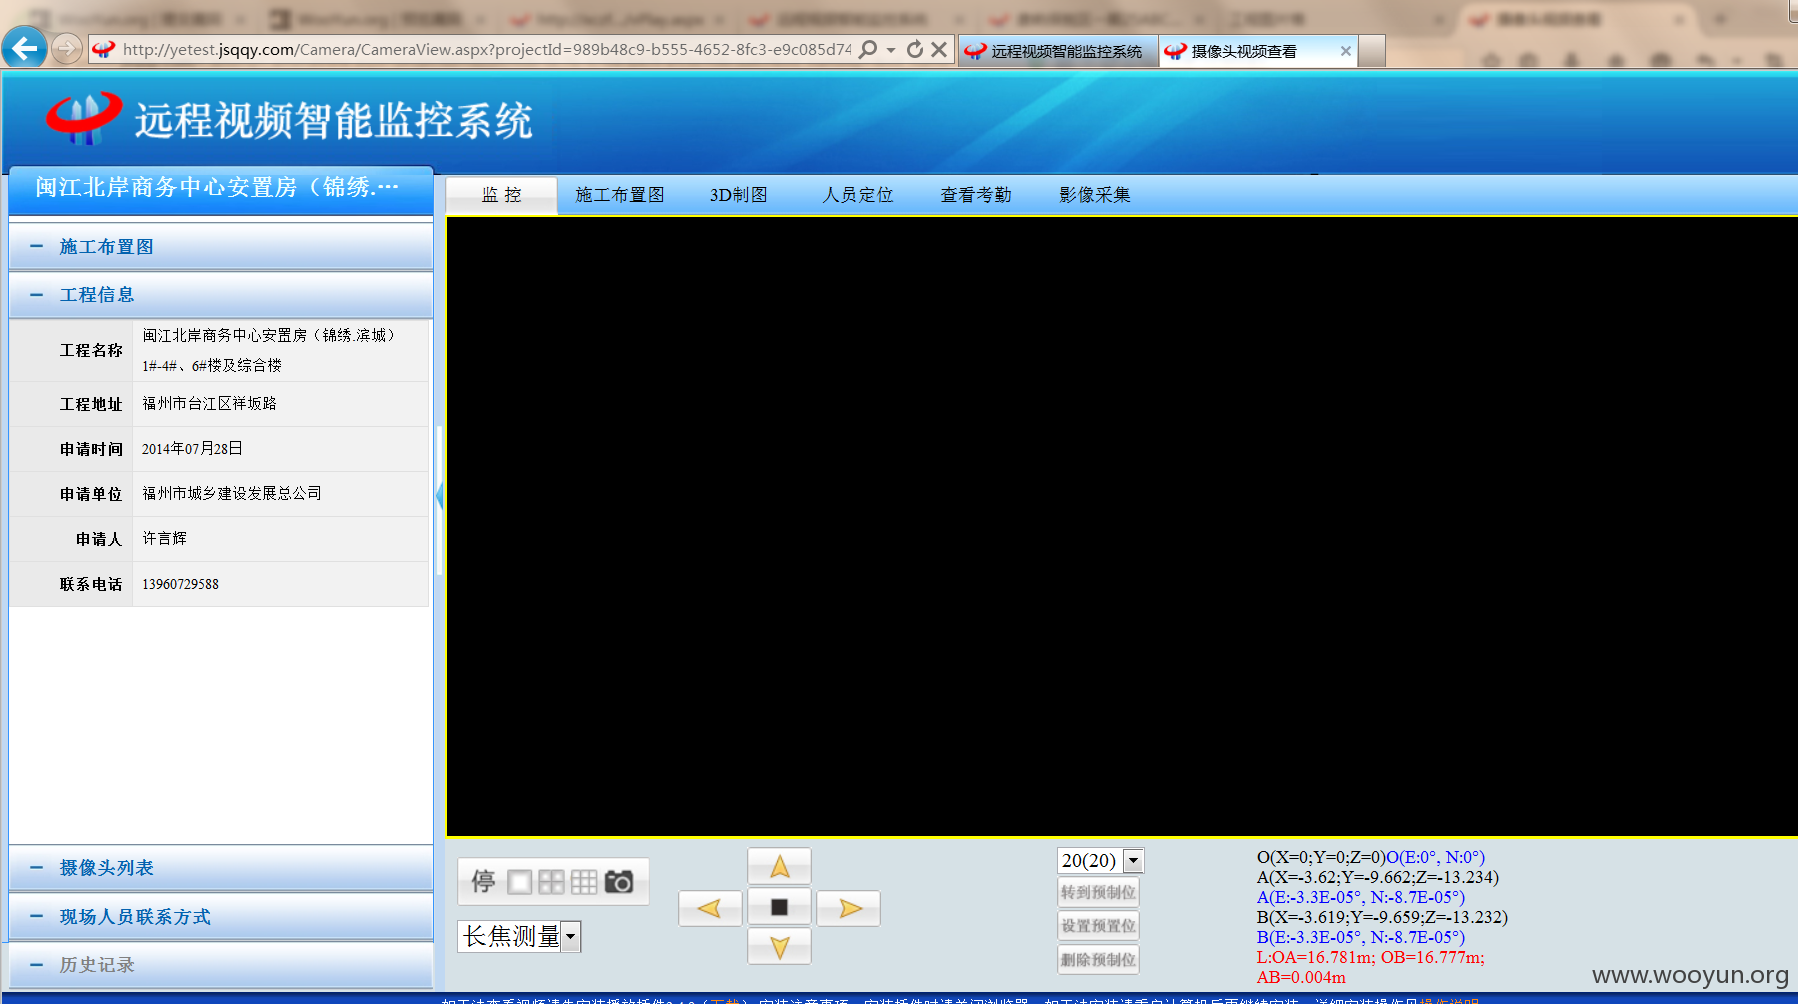 http://yetest.jsqqy.com/Camera/CameraView.aspx?projectId=989b48c9-b555-4652-8fc3-e9c085d74
远程视频智能监控系统
摄像头视频查看
远程视频智能监控系统
闽江北岸商务中心安置房（锦绣.…
监 控
施工布置图
3D制图
人员定位
查看考勤
影像采集
施工布置图
工程信息
工程名称
闽江北岸商务中心安置房（锦绣.滨城）
1#-4#、6#楼及综合楼
工程地址
福州市台江区祥坂路
申请时间
2014年07月28日
申请单位
福州市城乡建设发展总公司
申请人
许言辉
联系电话
13960729588
摄像头列表
现场人员联系方式
历史记录
停
长焦测量
20(20)
转到预制位
设置预置位
删除预制位
O(X=0;Y=0;Z=0)O(E:0°, N:0°)
A(X=-3.62;Y=-9.662;Z=-13.234)
A(E:-3.3E-05°, N:-8.7E-05°)
B(X=-3.619;Y=-9.659;Z=-13.232)
B(E:-3.3E-05°, N:-8.7E-05°)
L:OA=16.781m; OB=16.777m;
AB=0.004m
www.wooyun.org